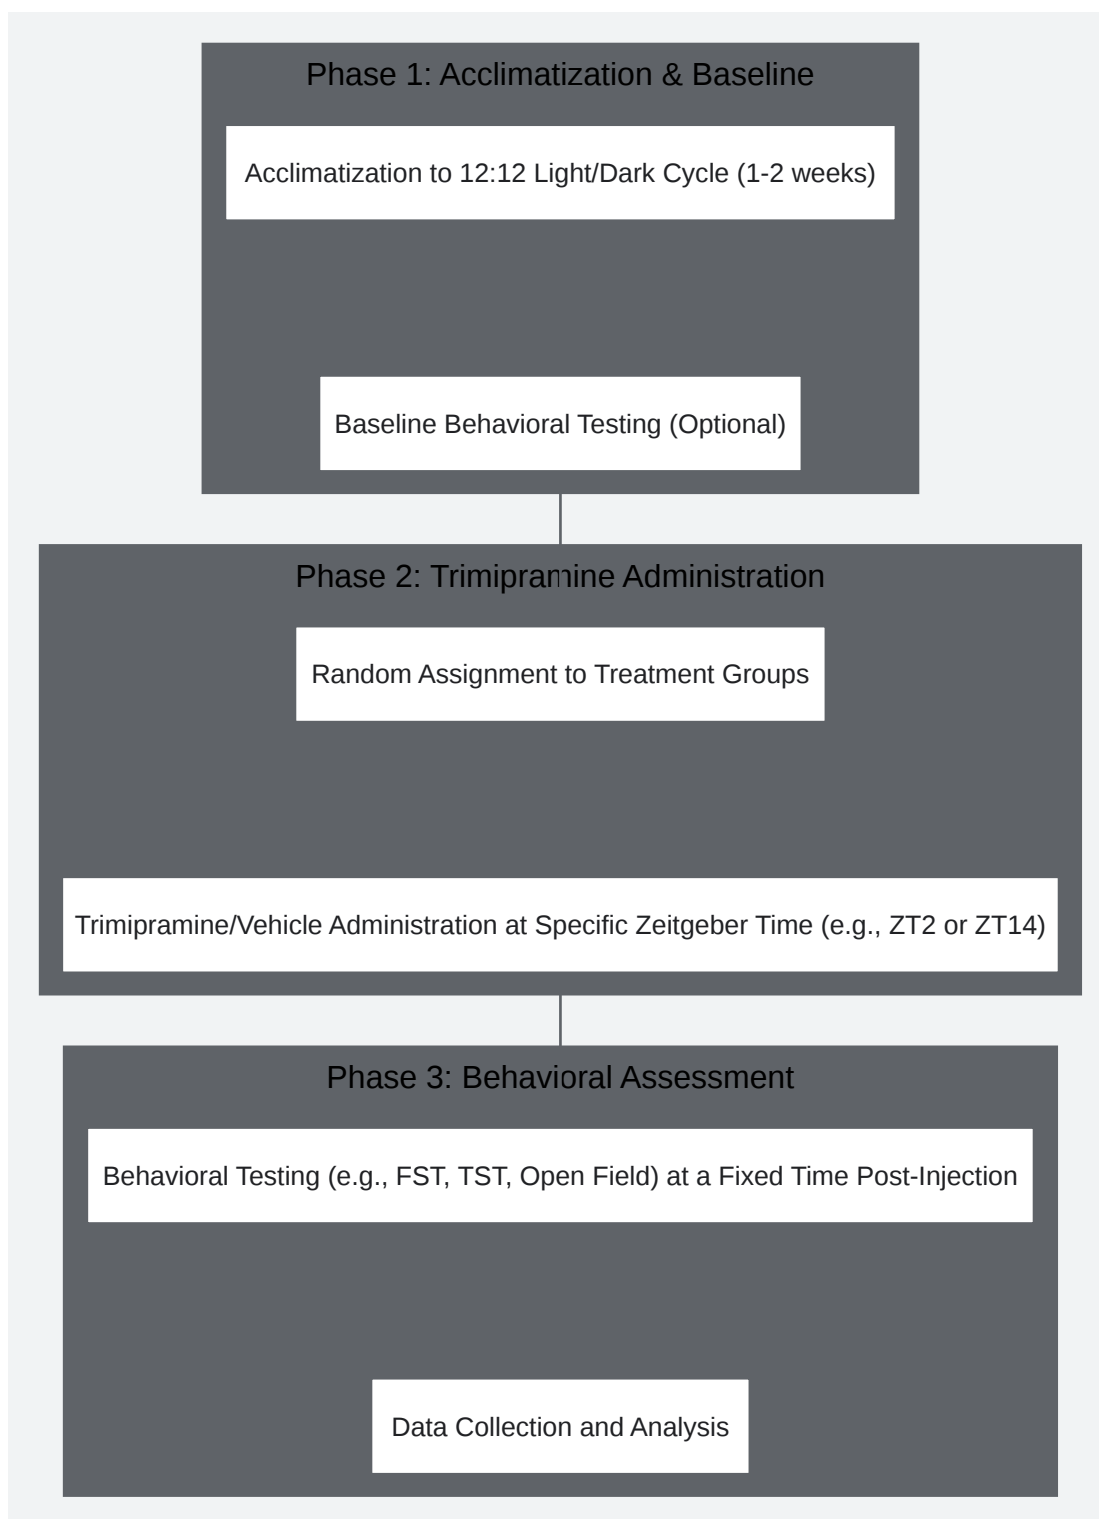 Phase 1: Acclimatization & Baseline
Acclimatization to 12:12 Light/Dark Cycle (1-2 weeks)
Baseline Behavioral Testing (Optional)
Phase 2: Trimipramine Administration
Random Assignment to Treatment Groups
Trimipramine/Vehicle Administration at Specific Zeitgeber Time (e.g., ZT2 or ZT14)
Phase 3: Behavioral Assessment
Behavioral Testing (e.g., FST, TST, Open Field) at a Fixed Time Post-Injection
Data Collection and Analysis